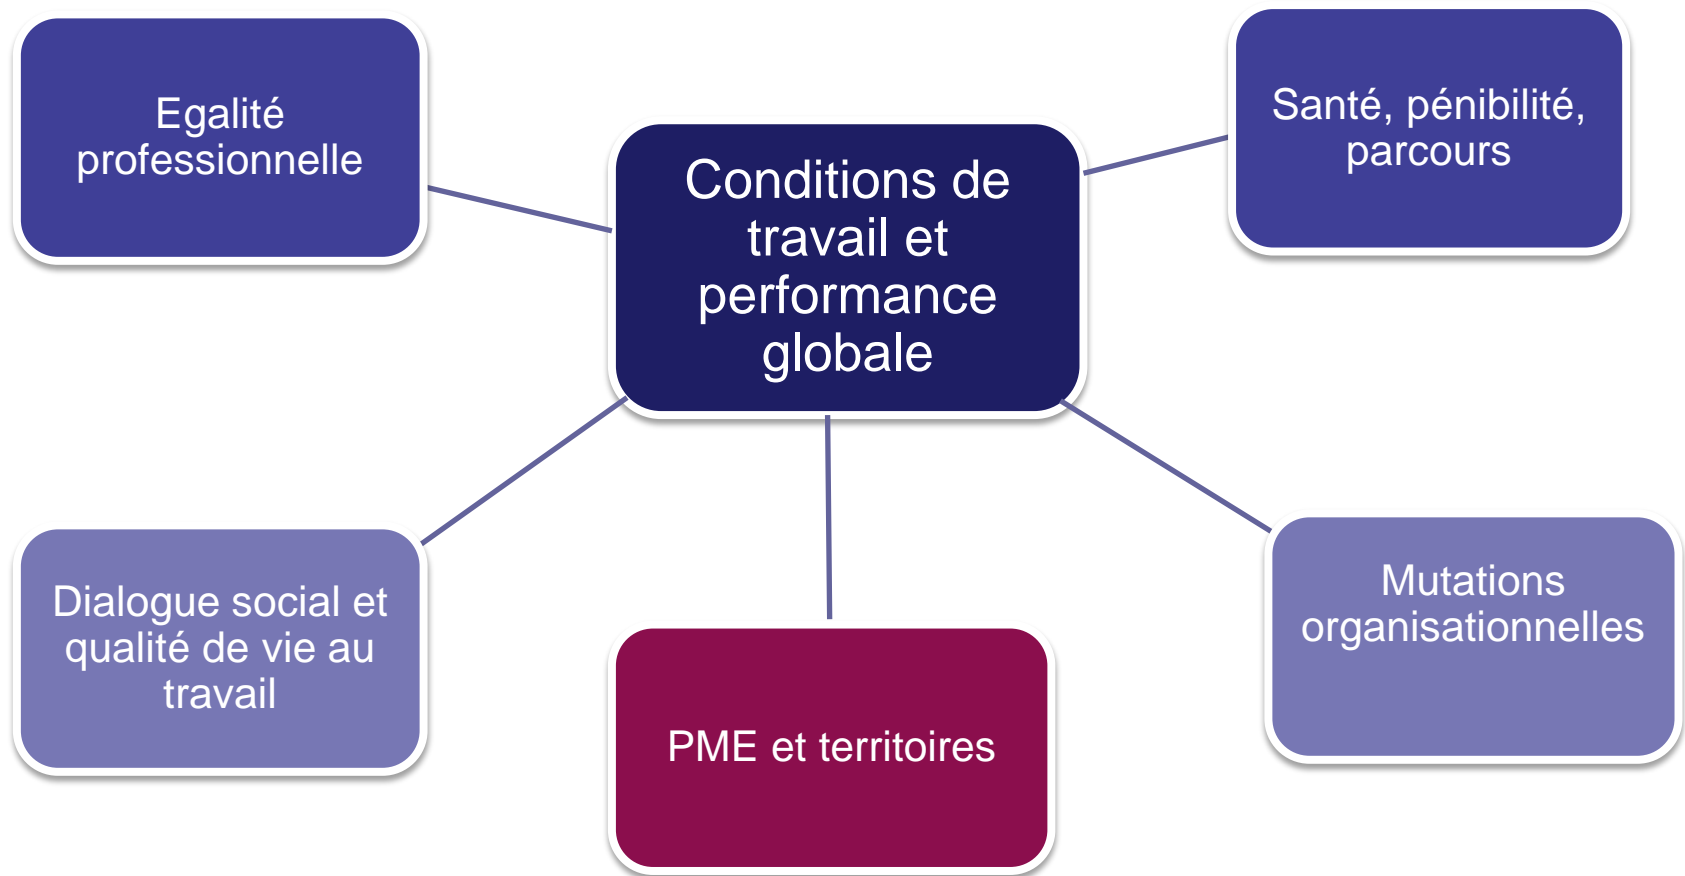 Egalité
professionnelle
Conditions de
travail et
performance
globale
Santé, pénibilité,
parcours
Dialogue social et
qualité de vie au
travail
PME et territoires
Mutations
organisationnelles